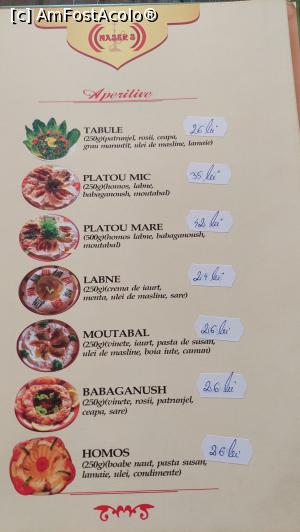 [c] AmFostAcolo®
NASER 3
Aperitive
TABULE
(250g)(patrunjel, rosii, ceapa,
grau maruntit, ulei de masline, lamaie)
26 lei
PLATOU MIC
(250g)(homos, labne,
babaganoush, moutabal)
35 lei
PLATOU MARE
(500g)(homos labne, babaganoush,
moutabal)
42 lei
LABNE
(250g)(crema de iaurt,
menta, ulei de masline, sare)
24 lei
MOUTABAL
(250g)(vinete, iaurt, pasta de susan,
ulei de masline, boia iute, camun)
26 lei
BABAGANUSH
(250g)(vinete, rosii, patrunjel,
ceapa, sare)
26 lei
HOMOS
(250g)(boabe naut, pasta susan,
lamaie, ulei, condimente)
26 lei